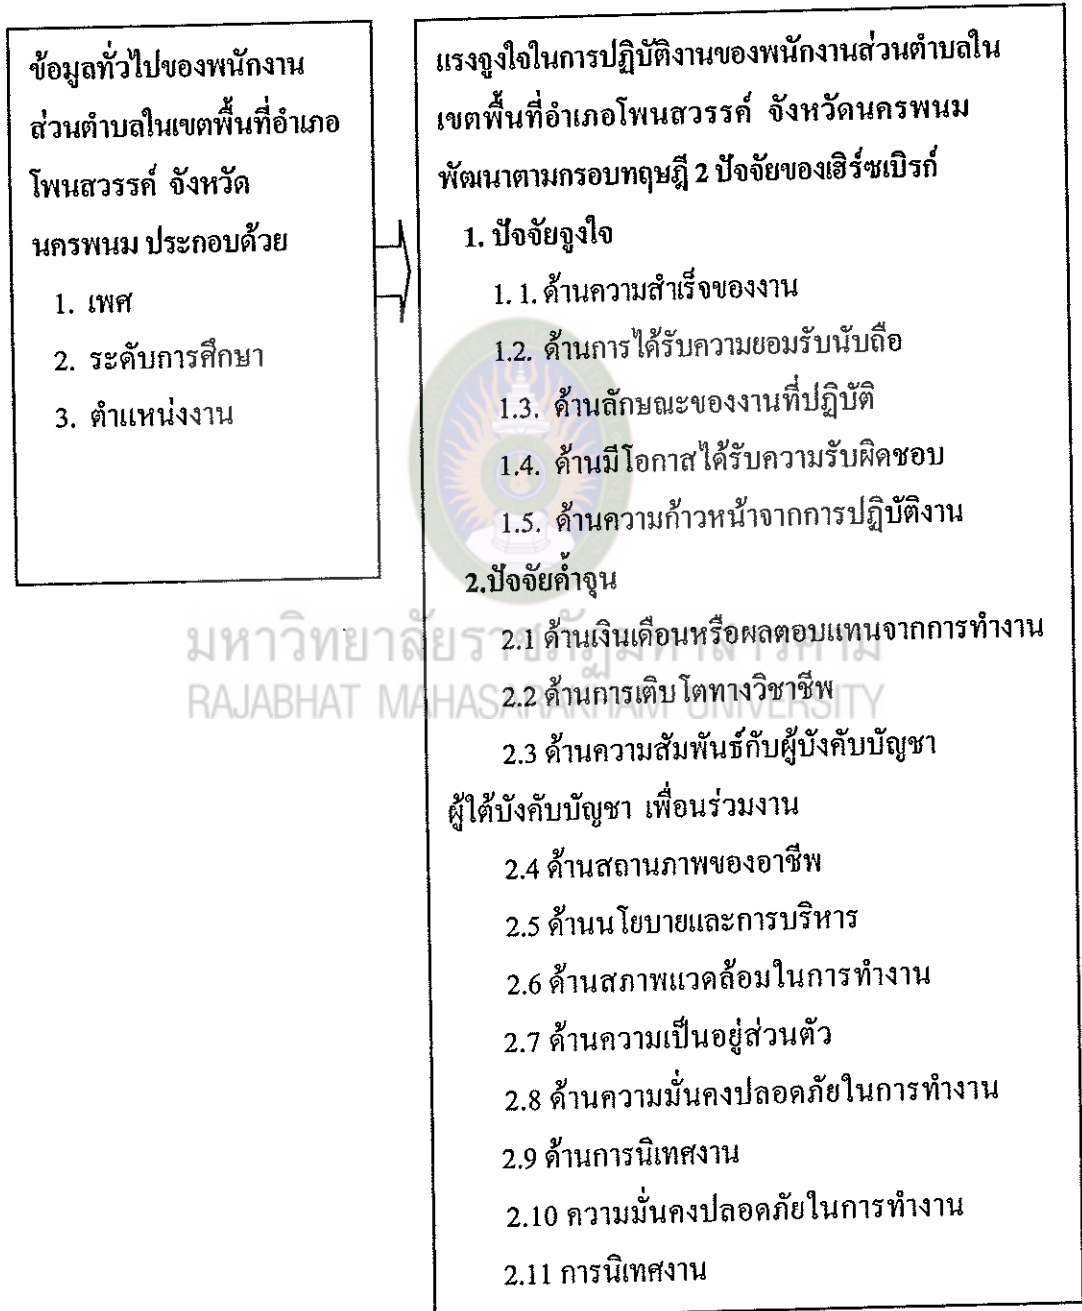 ข้อมูลทั่วไปของพนักงาน
ส่วนตำบลในเขตพื้นที่อำเภอ
โพนสวรรค์ จังหวัด
นครพนม ประกอบด้วย
1. เพศ
2. ระดับการศึกษา
3. ตำแหน่งงาน
แรงจูงใจในการปฏิบัติงานของพนักงานส่วนตำบลใน
เขตพื้นที่อำเภอโพนสวรรค์ จังหวัดนครพนม
พัฒนาตามกรอบทฤษฎี 2 ปัจจัยของเฮิร์ซเบิรก์
1. ปัจจัยจูงใจ
1. 1. ด้านความสำเร็จของงาน
1.2. ด้านการได้รับความยอมรับนับถือ
1.3. ด้านลักษณะของงานที่ปฏิบัติ
1.4. ด้านมีโอกาสได้รับความรับผิดชอบ
1.5. ด้านความก้าวหน้าจากการปฏิบัติงาน
2.ปัจจัยค้ำจุน
2.1 ด้านเงินเดือนหรือผลตอบแทนจากการทำงาน
2.2 ด้านการเติบโตทางวิชาชีพ
2.3 ด้านความสัมพันธ์กับผู้บังคับบัญชา
ผู้ใต้บังคับบัญชา เพื่อนร่วมงาน
2.4 ด้านสถานภาพของอาชีพ
2.5 ด้านนโยบายและการบริหาร
2.6 ด้านสภาพแวดล้อมในการทำงาน
2.7 ด้านความเป็นอยู่ส่วนตัว
2.8 ด้านความมั่นคงปลอดภัยในการทำงาน
2.9 ด้านการนิเทศงาน
2.10 ความมั่นคงปลอดภัยในการทำงาน
2.11 การนิเทศงาน
มหาวิทยาลัยราชภัฏมหาสารคาม
RAJABHAT MAHASARAKHAM UNIVERSITY